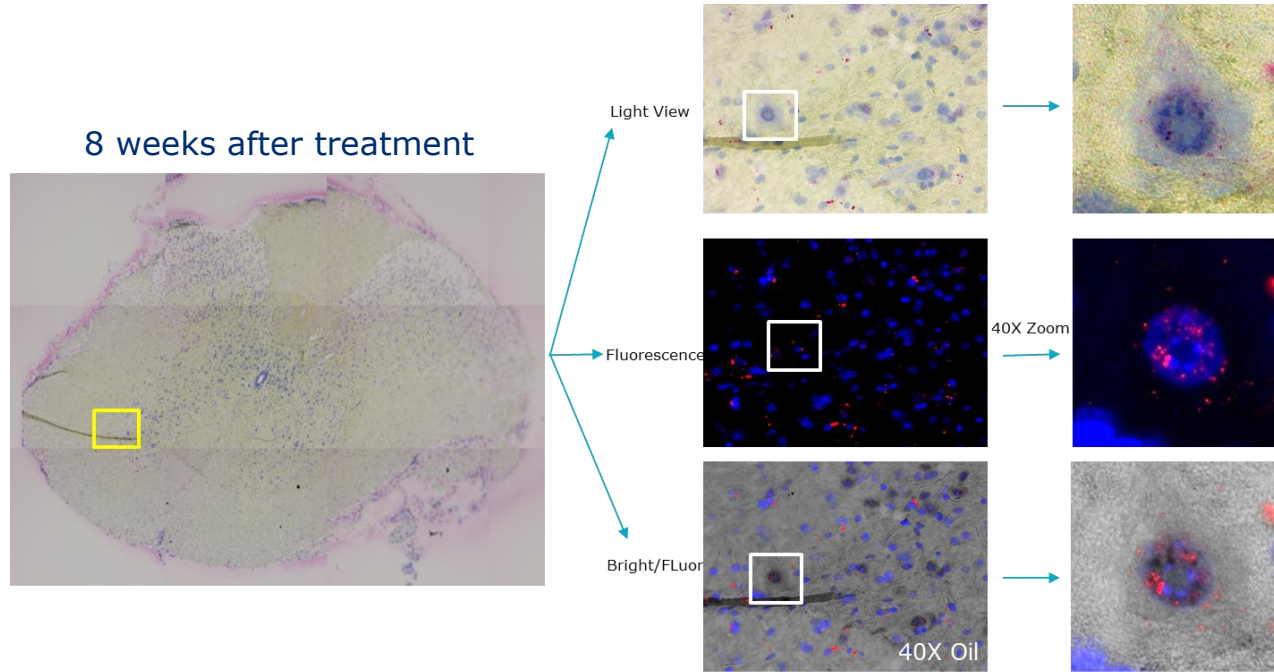 8 weeks after treatment
Light View
Fluorescence
40X Zoom
Bright/FLuor
40X Oil